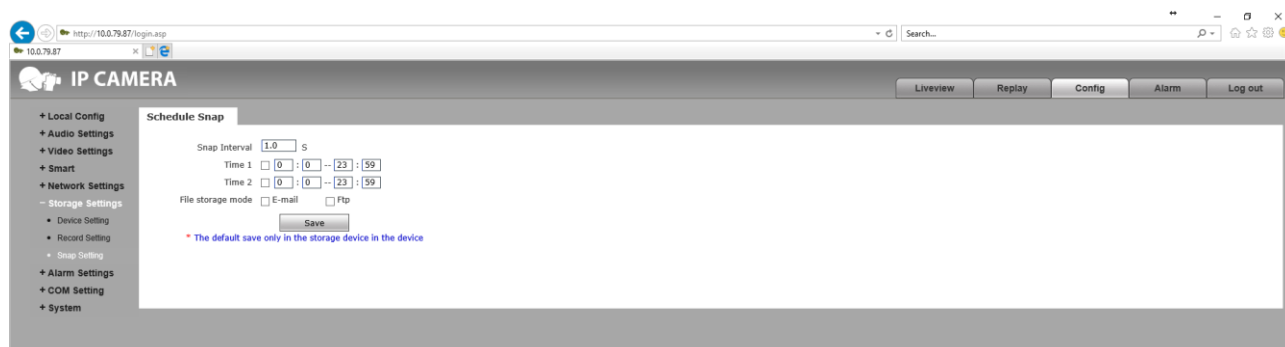 http://10.0.79.87/login.asp
Search...
10.0.79.87
IP CAMERA
Liveview Replay Config Alarm Log out
+ Local Config
+ Audio Settings
+ Video Settings
+ Smart
+ Network Settings
− Storage Settings
• Device Setting
• Record Setting
• Snap Setting
+ Alarm Settings
+ COM Setting
+ System
Schedule Snap
Snap Interval 1.0 S
Time 1 0 : 0 -- 23 : 59
Time 2 0 : 0 -- 23 : 59
File storage mode E-mail Ftp
Save
* The default save only in the storage device in the device